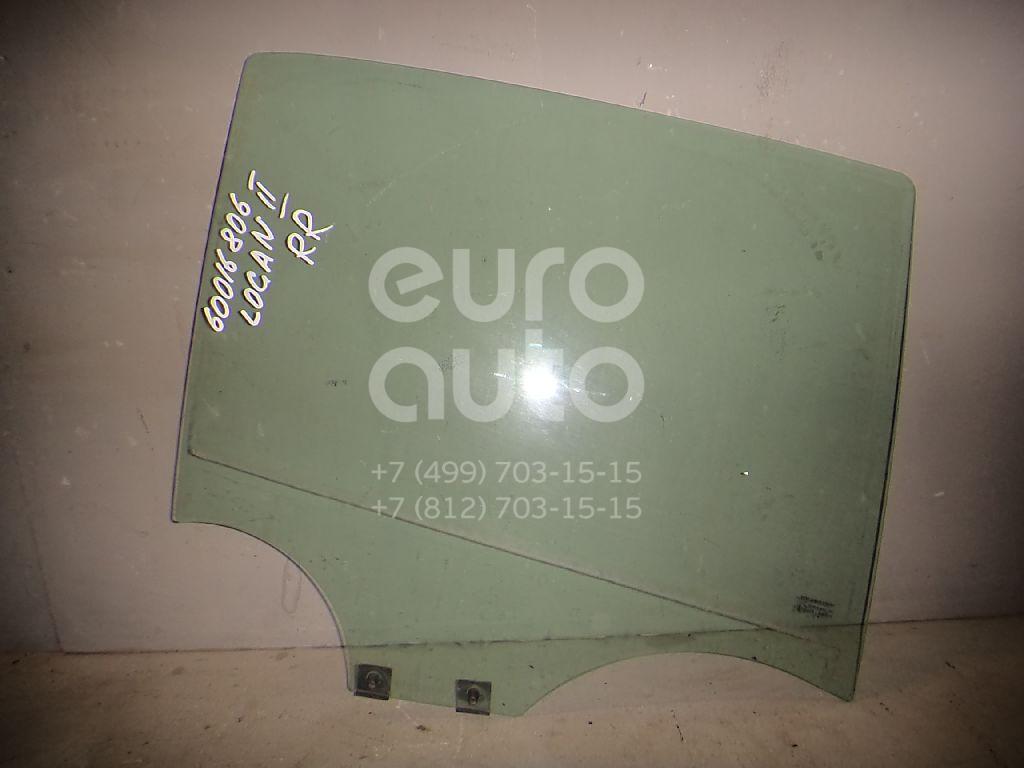 60016806
LOGAN II
RR
euro
auto
+7 (499) 703-15-15
+7 (812) 703-15-15